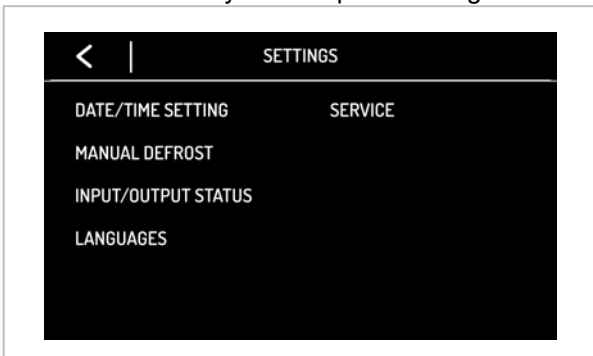 SETTINGS
DATE/TIME SETTING
SERVICE
MANUAL DEFROST
INPUT/OUTPUT STATUS
LANGUAGES